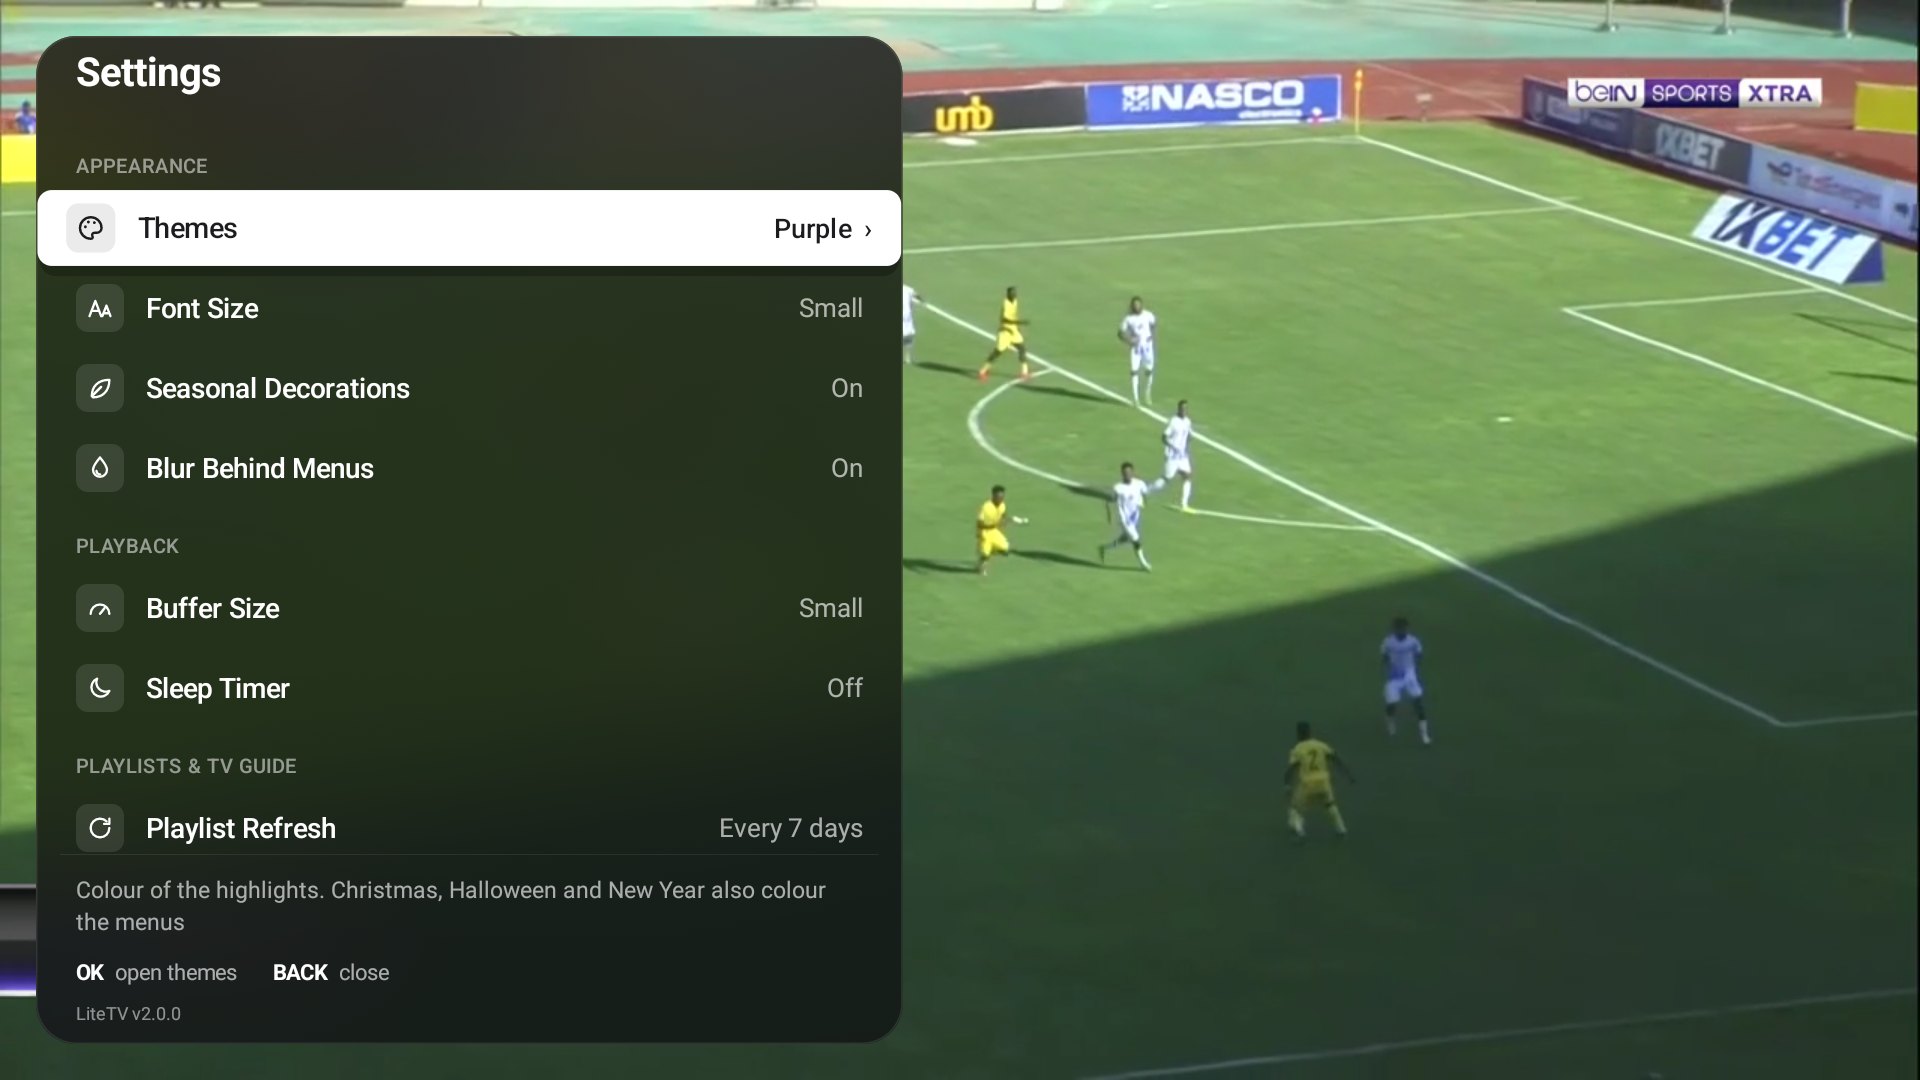 Settings
APPEARANCE
Themes Purple ›
Font Size Small
Seasonal Decorations On
Blur Behind Menus On
PLAYBACK
Buffer Size Small
Sleep Timer Off
PLAYLISTS & TV GUIDE
Playlist Refresh Every 7 days
Colour of the highlights. Christmas, Halloween and New Year also colour
the menus
OK open themes BACK close
LiteTV v2.0.0
umb
NASCO
electronics
beIN SPORTS XTRA
1XBET
TotalEnergies
1XBET
2